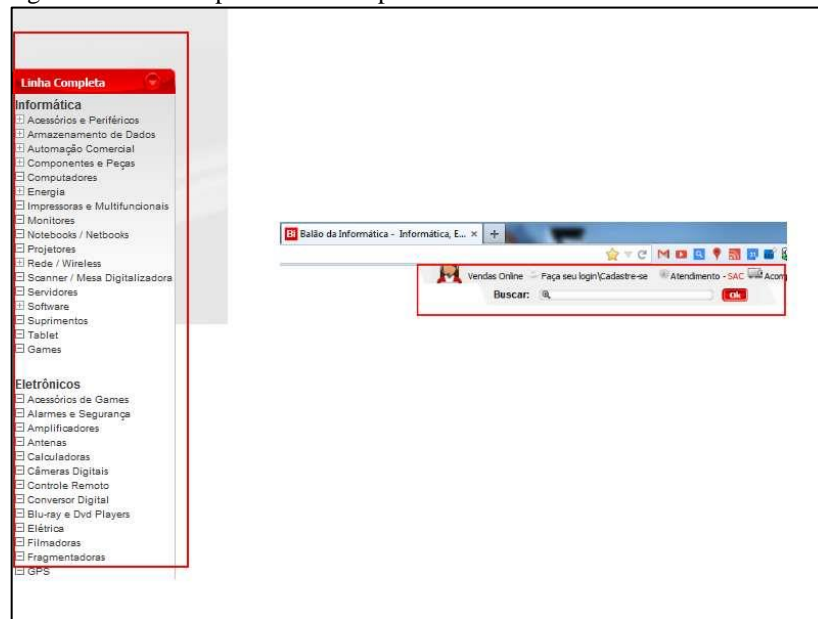 Linha Completa
Informática
Acessórios e Periféricos
Armazenamento de Dados
Automação Comercial
Componentes e Peças
Computadores
Energia
Impressoras e Multifuncionais
Monitores
Notebooks / Netbooks
Projetores
Rede / Wireless
Scanner / Mesa Digitalizadora
Servidores
Software
Suprimentos
Tablet
Games
Eletrônicos
Acessórios de Games
Alarmes e Segurança
Amplificadores
Antenas
Calculadoras
Câmeras Digitais
Controle Remoto
Conversor Digital
Blu-ray e Dvd Players
Elétrica
Filmadoras
Fragmentadoras
GPS
Balão da Informática - Informática, E...
Vendas Online Faça seu login\Cadastre-se Atendimento - SAC
Buscar: Ok